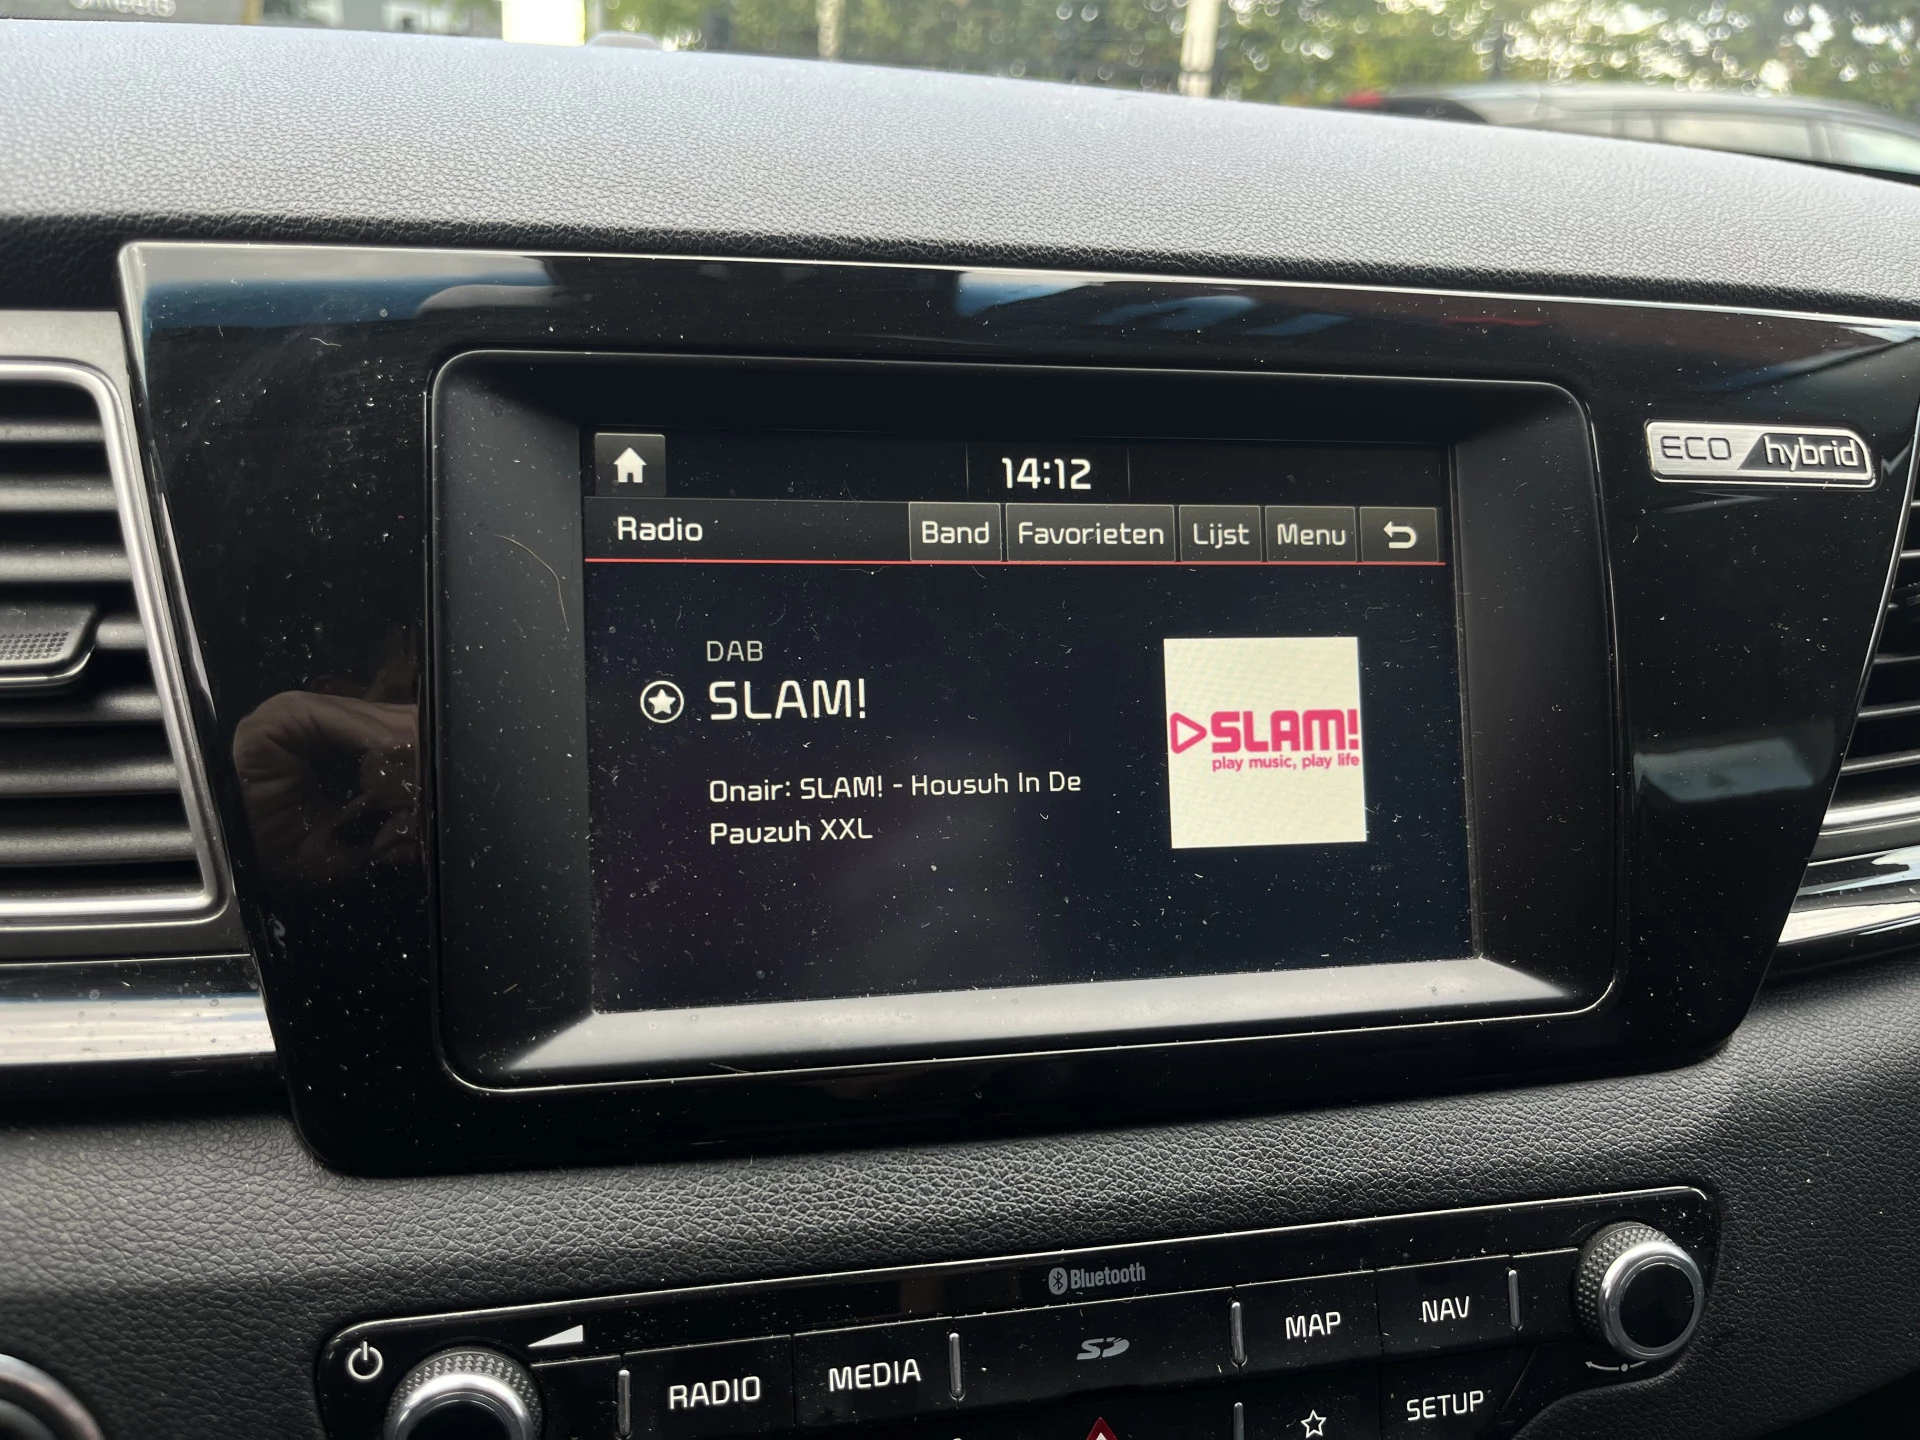 ECO hybrid
14:12
Radio Band Favorieten Lijst Menu
DAB
SLAM!
Onair: SLAM! - Housuh In De
Pauzuh XXL
SLAM!
play music, play life
Bluetooth
RADIO MEDIA SD MAP NAV
SETUP